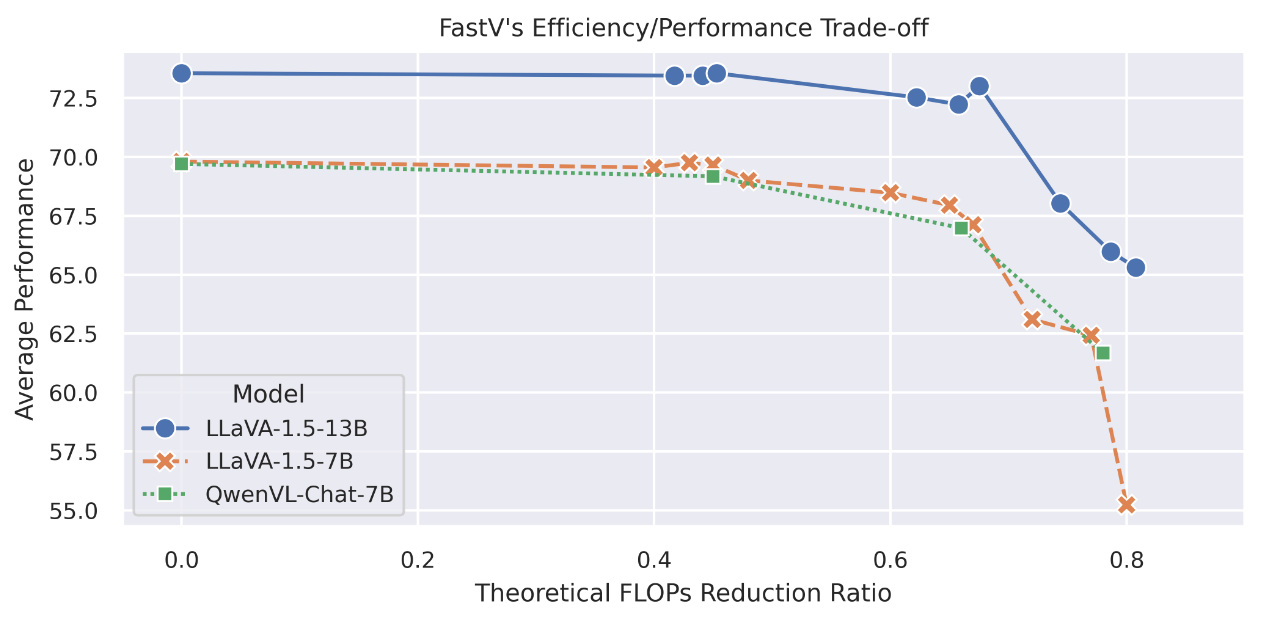 FastV's Efficiency/Performance Trade-off
Average Performance
72.5
70.0
67.5
65.0
62.5
60.0
57.5
55.0
Model
LLaVA-1.5-13B
LLaVA-1.5-7B
QwenVL-Chat-7B
0.0 0.2 0.4 0.6 0.8
Theoretical FLOPs Reduction Ratio